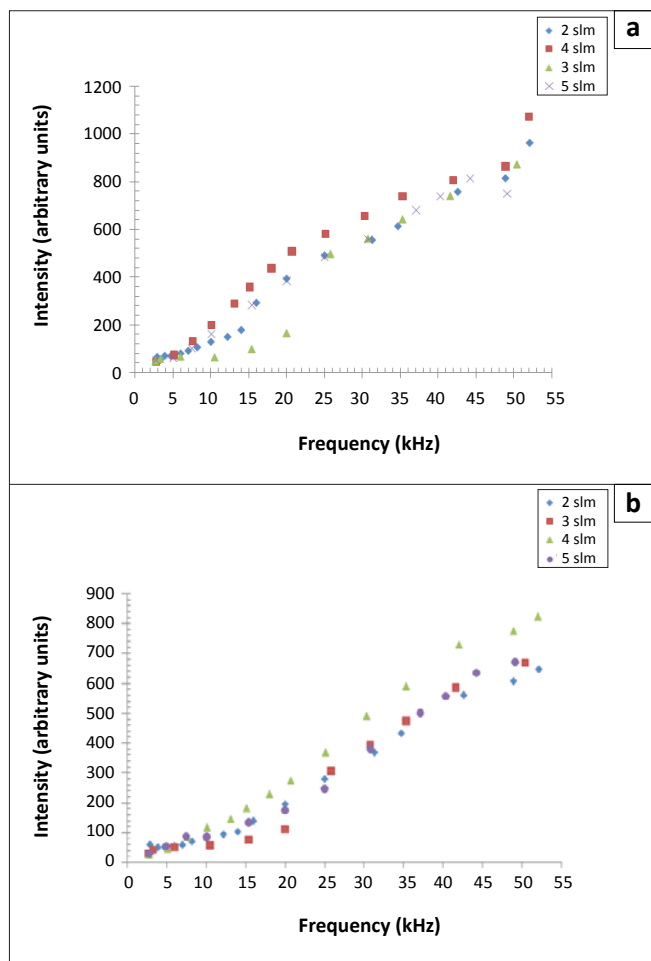 a
2 slm
4 slm
3 slm
5 slm
Intensity (arbitrary units)
1200
1000
800
600
400
200
0
0 5 10 15 20 25 30 35 40 45 50 55
Frequency (kHz)
b
2 slm
3 slm
4 slm
5 slm
Intensity (arbitrary units)
900
800
700
600
500
400
300
200
100
0
0 5 10 15 20 25 30 35 40 45 50 55
Frequency (kHz)